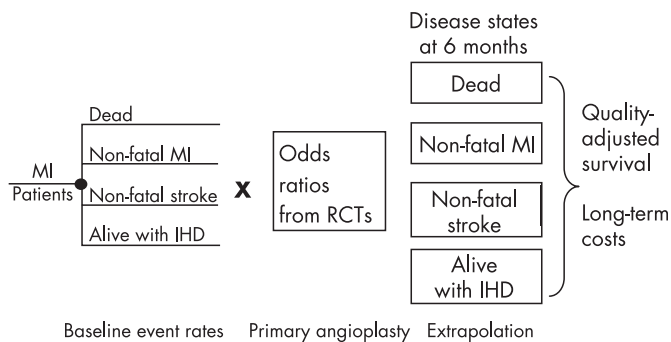 Disease states
at 6 months
Dead
Non-fatal MI
Non-fatal stroke
Alive with IHD
MI
Patients
x
Odds
ratios
from RCTs
Dead
Non-fatal MI
Non-fatal
stroke
Alive
with IHD
Quality-
adjusted
survival
Long-term
costs
Baseline event rates
Primary angioplasty
Extrapolation